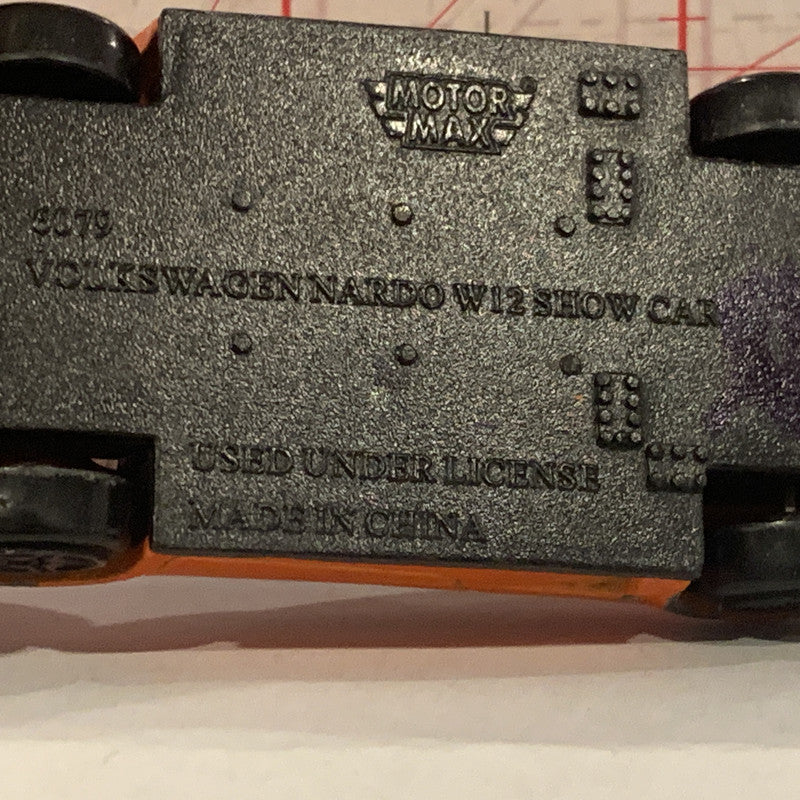 MOTOR
MAX
6079
VOLKSWAGEN NARDO W12 SHOW CAR
USED UNDER LICENSE
MADE IN CHINA